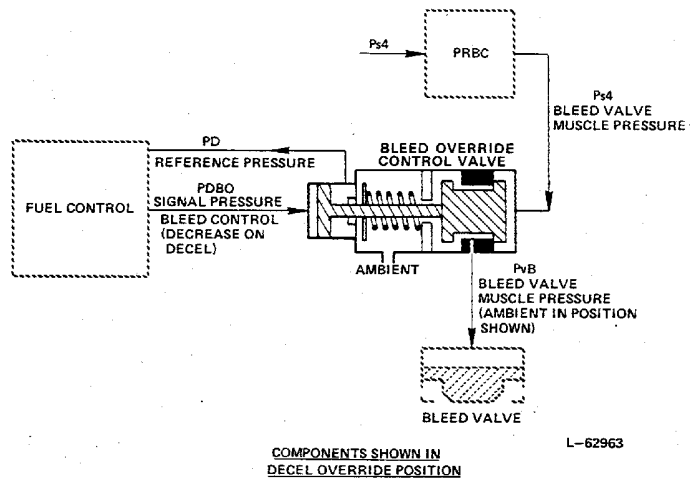 Ps4
PRBC
Ps4
BLEED VALVE
MUSCLE PRESSURE
PD
REFERENCE PRESSURE
BLEED OVERRIDE
CONTROL VALVE
FUEL CONTROL
PDBO
SIGNAL PRESSURE
BLEED CONTROL
(DECREASE ON
DECEL)
AMBIENT
PvB
BLEED VALVE
MUSCLE PRESSURE
(AMBIENT IN POSITION
SHOWN)
BLEED VALVE
L-62963
COMPONENTS SHOWN IN
DECEL OVERRIDE POSITION